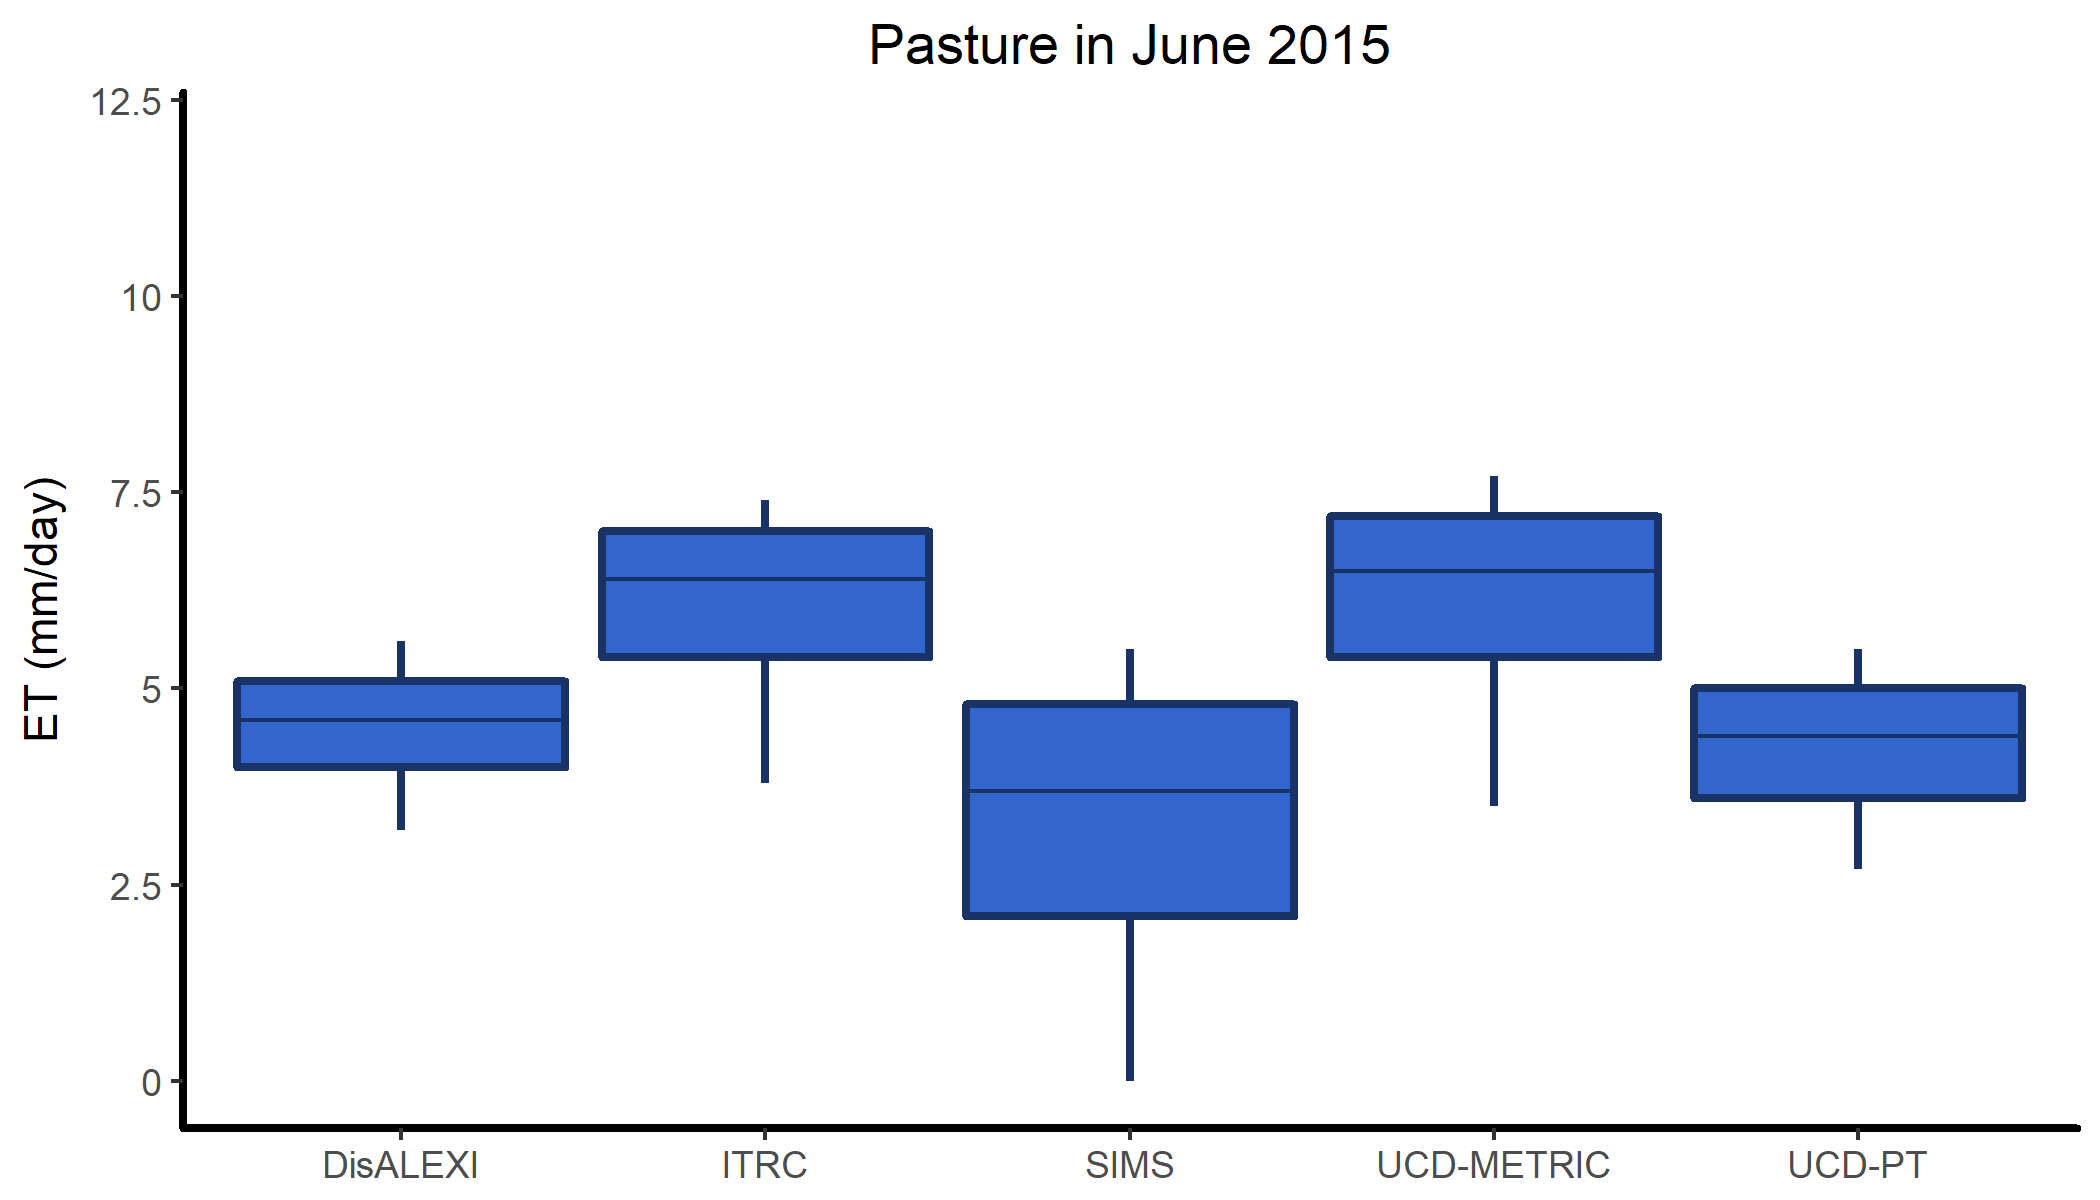 Pasture in June 2015
ET (mm/day)
12.5
10
7.5
5
2.5
0
DisALEXI ITRC SIMS UCD-METRIC UCD-PT